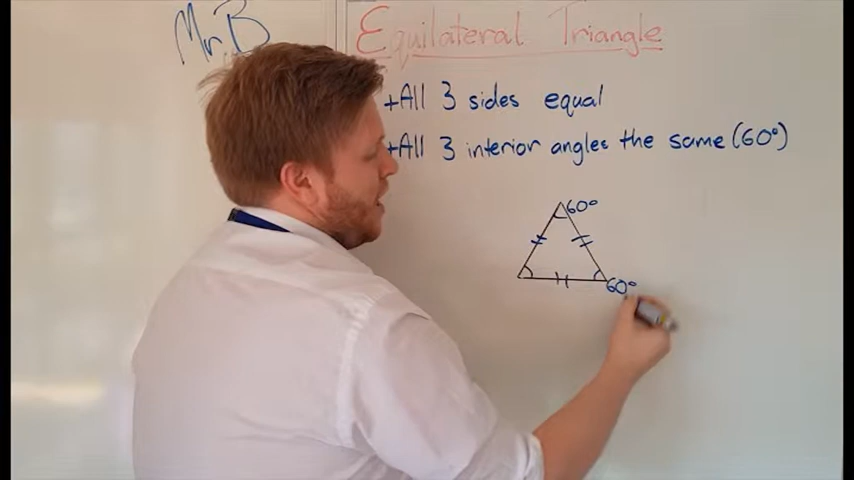 Mr. B
Equilateral Triangle
+All 3 sides equal
+All 3 interior angles the same (60°)
60°
60°